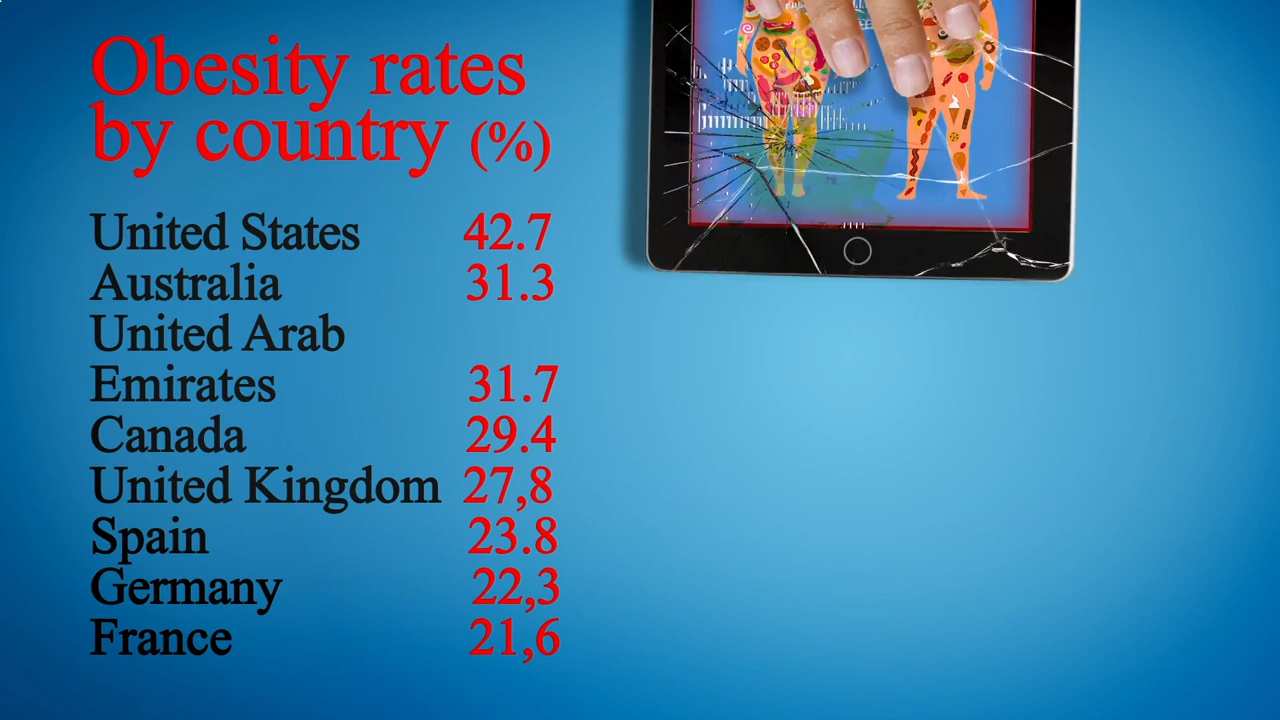 Obesity rates
by country (%)
United States 42.7
Australia 31.3
United Arab
Emirates 31.7
Canada 29.4
United Kingdom 27,8
Spain 23.8
Germany 22,3
France 21,6